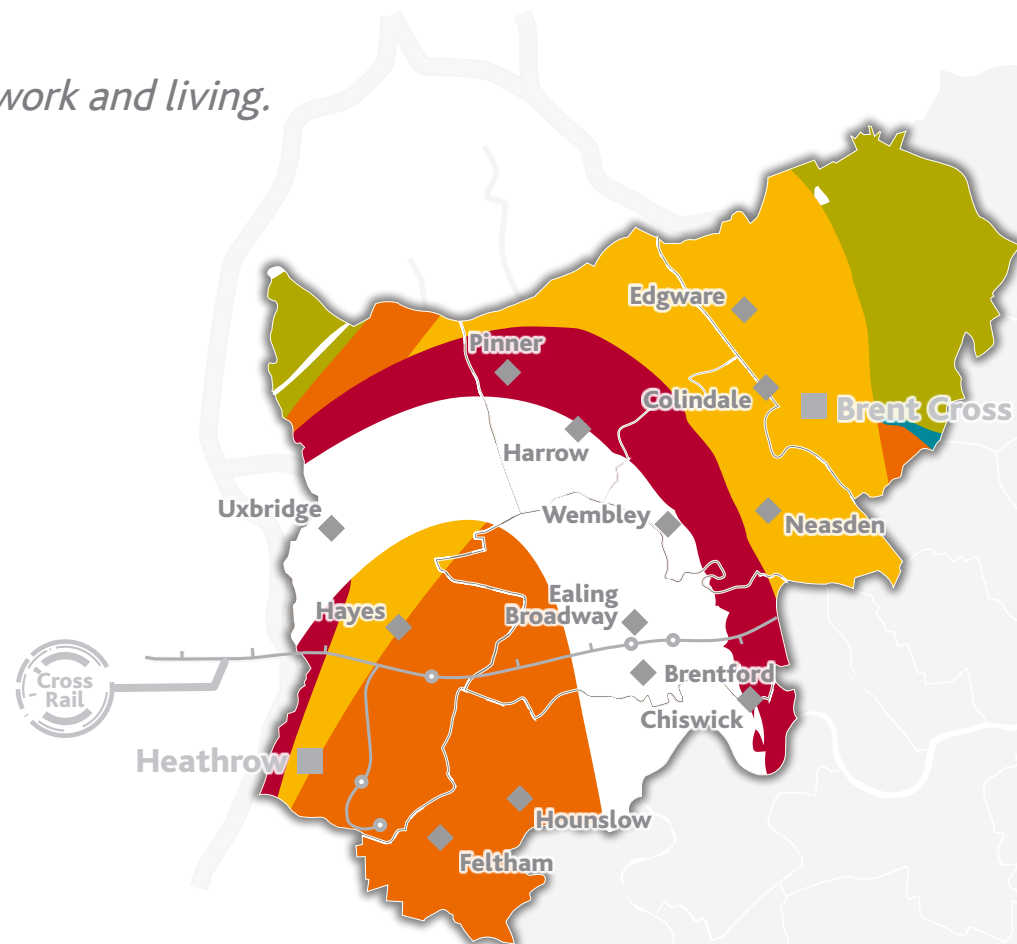 work and living.
Edgware
Pinner
Colindale
Brent Cross
Harrow
Uxbridge
Wembley
Neasden
Ealing
Broadway
Hayes
Brentford
Cross
Rail
Chiswick
Heathrow
Hounslow
Feltham